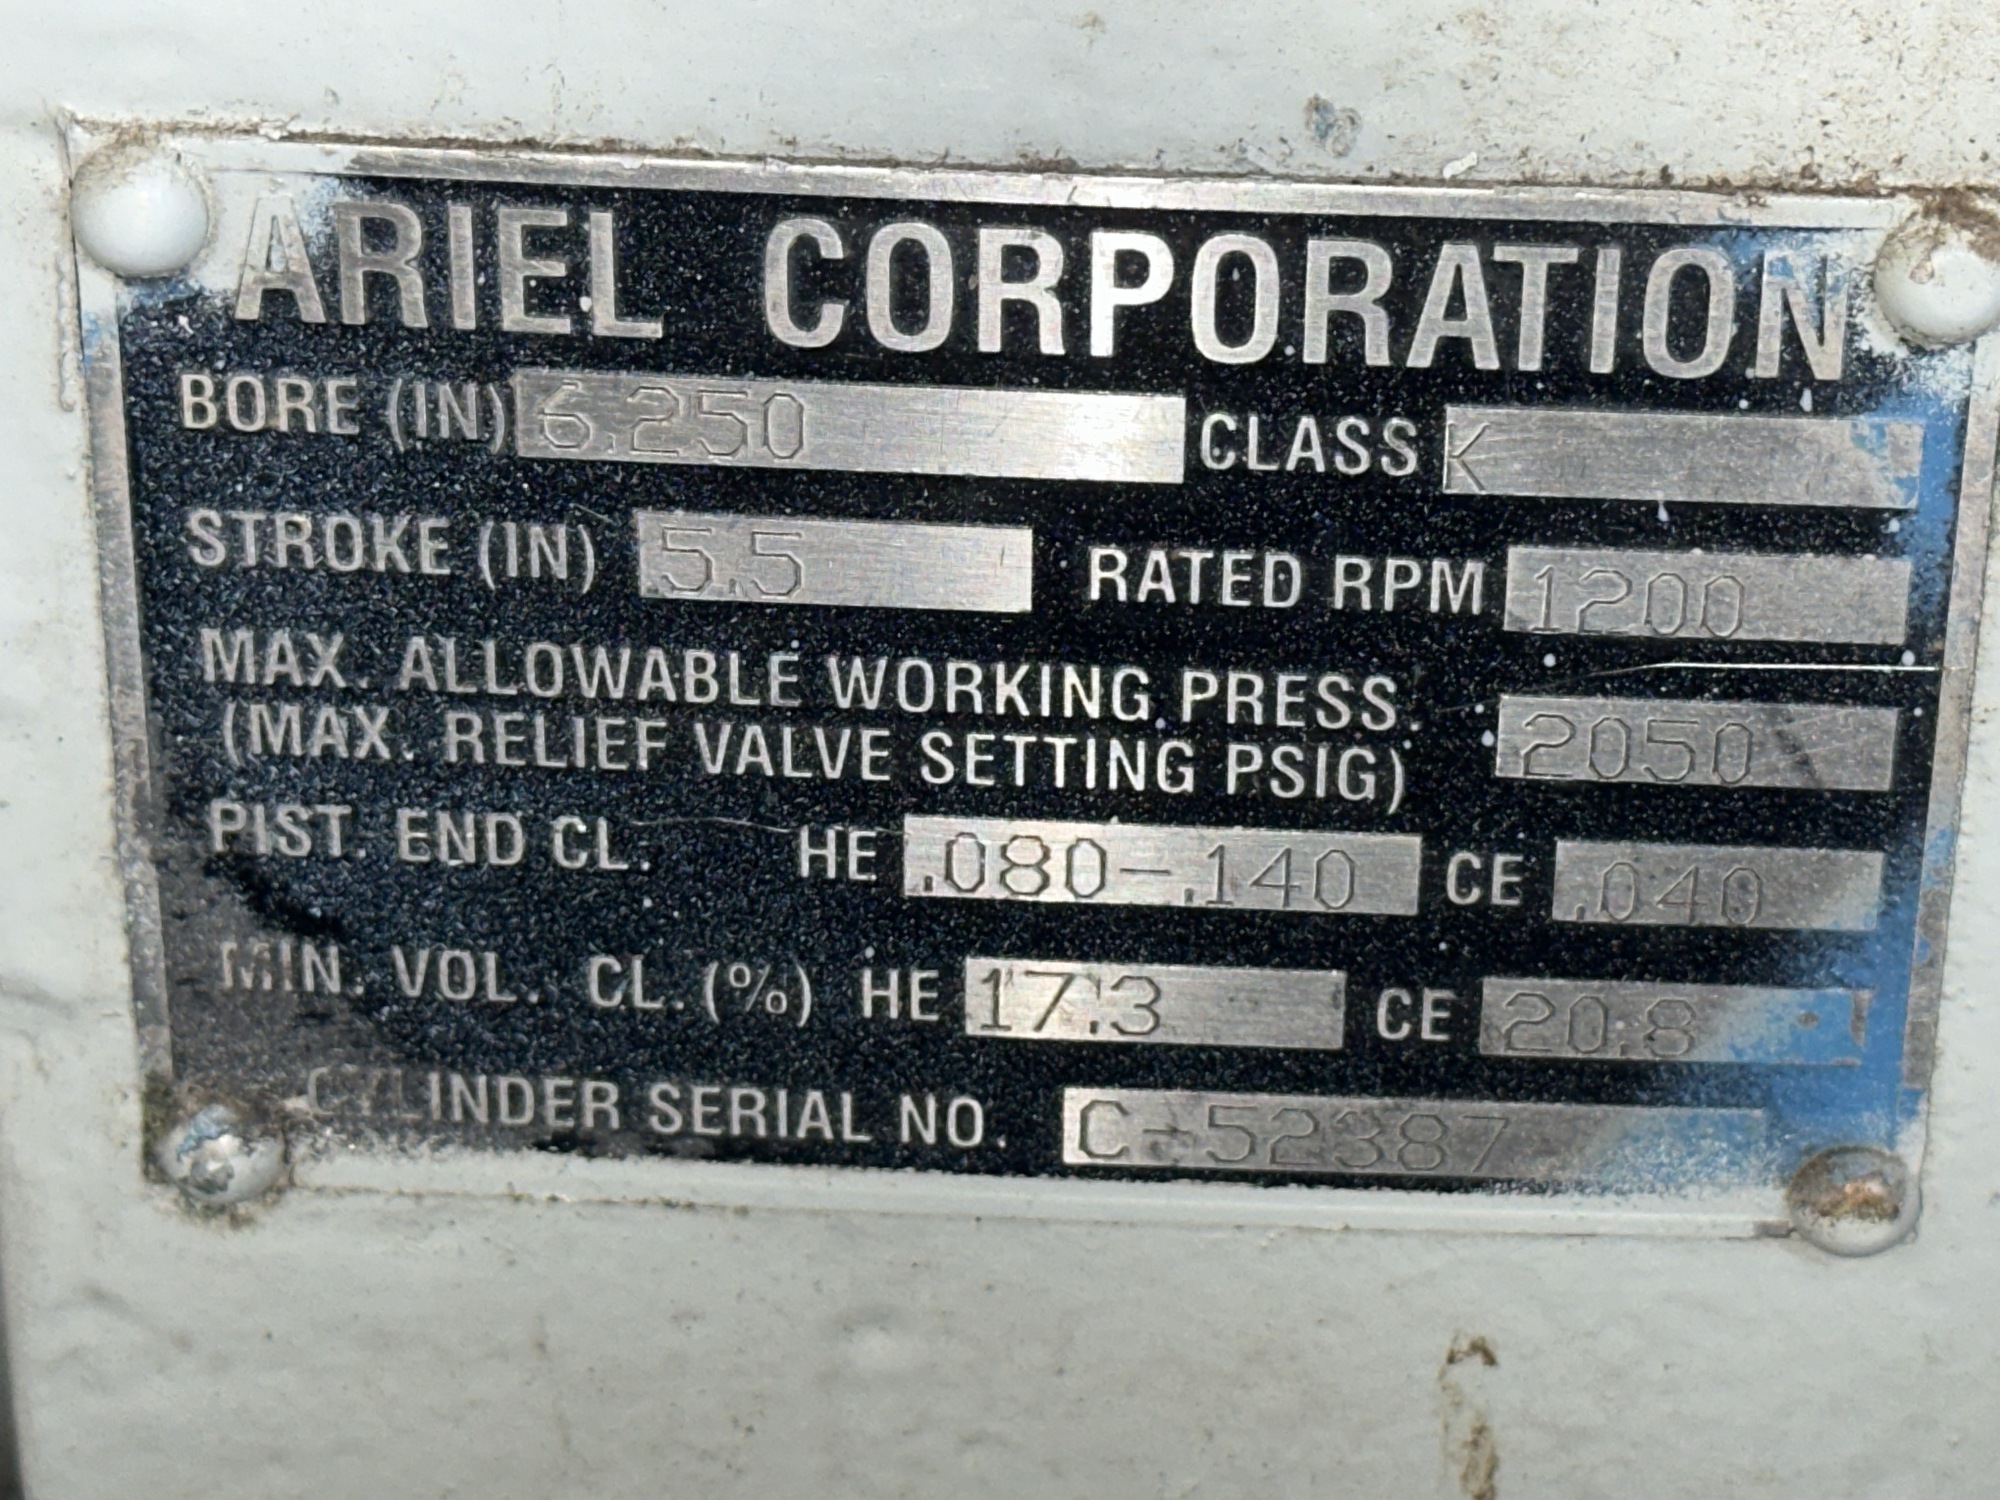 ARIEL CORPORATION
BORE (IN) 6.250 CLASS K
STROKE (IN) 5.5 RATED RPM 1200
MAX. ALLOWABLE WORKING PRESS.
(MAX. RELIEF VALVE SETTING PSIG) 2050
PIST. END CL. HE .080-.140 CE .040
MIN. VOL. CL. (%) HE 17.3 CE 20.8
CYLINDER SERIAL NO. C-52387